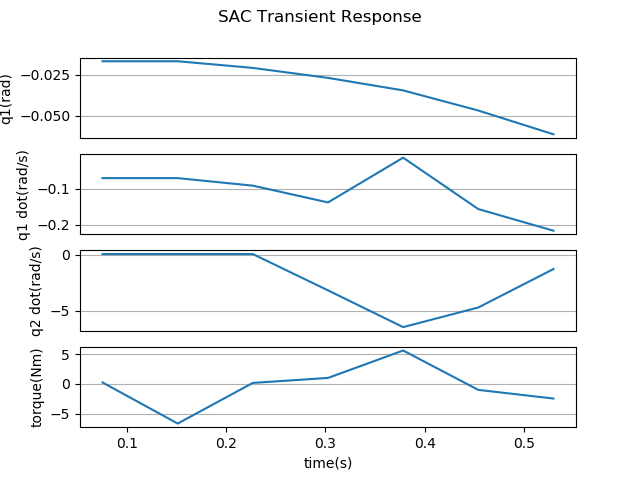 SAC Transient Response
q1(rad)
−0.025
−0.050
q1 dot(rad/s)
−0.1
−0.2
q2 dot(rad/s)
0
−5
torque(Nm)
5
0
−5
0.1 0.2 0.3 0.4 0.5
time(s)